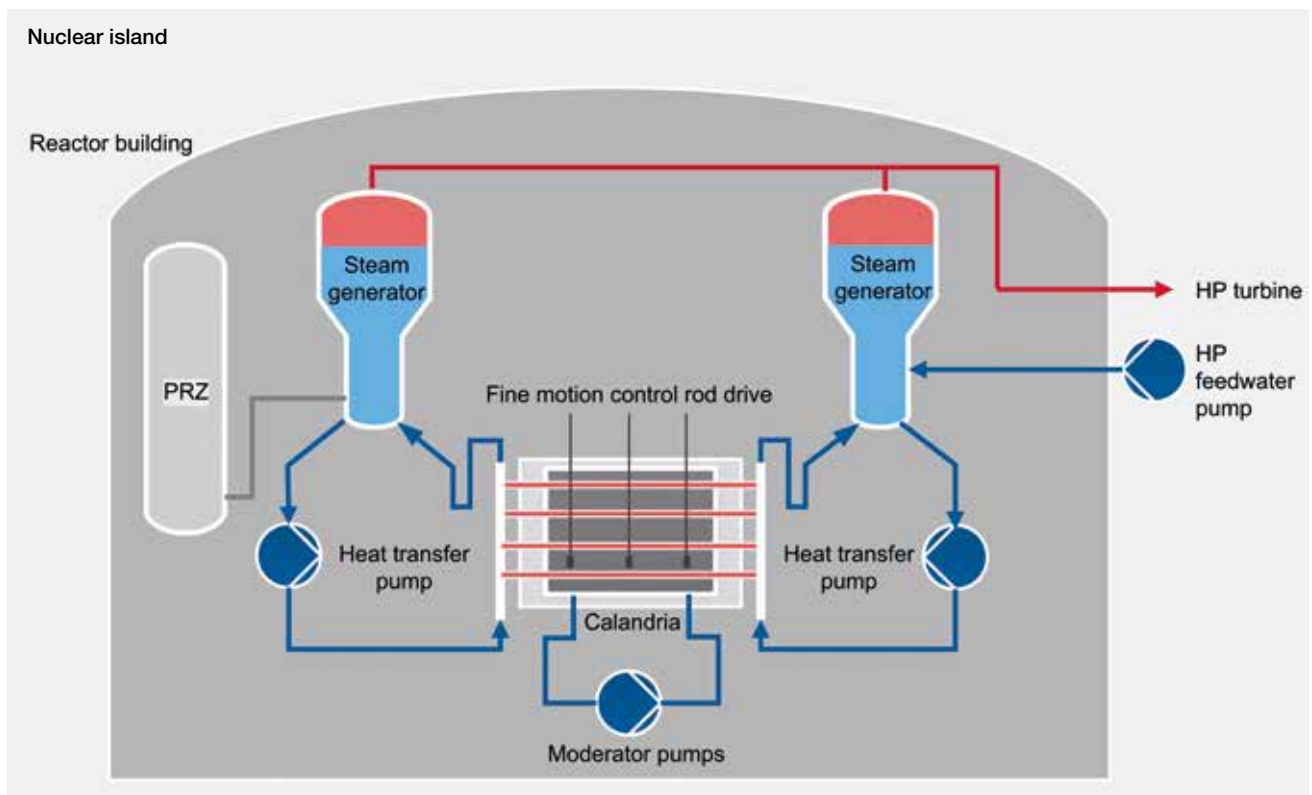 Nuclear island
Reactor building
Steam
generator
Steam
generator
HP turbine
HP
feedwater
pump
PRZ
Fine motion control rod drive
Heat transfer
pump
Heat transfer
pump
Calandria
Moderator pumps